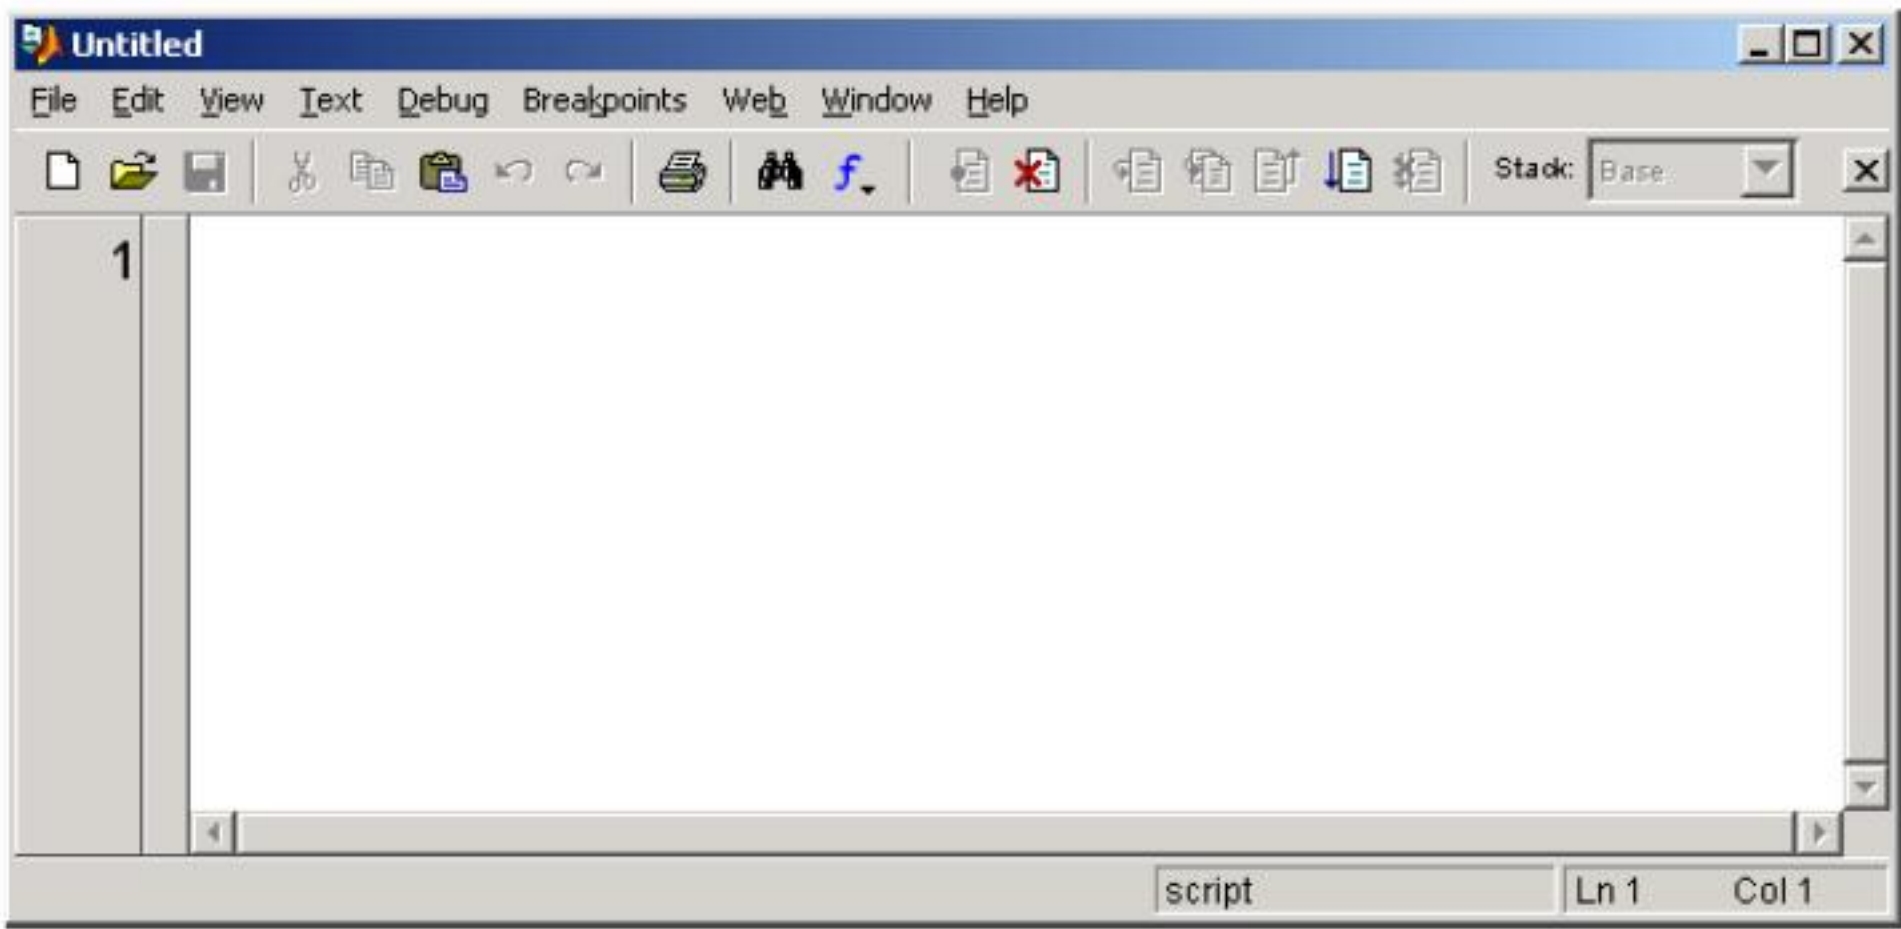 Untitled
File Edit View Text Debug Breakpoints Web Window Help
Stack: Base
1
script Ln 1 Col 1